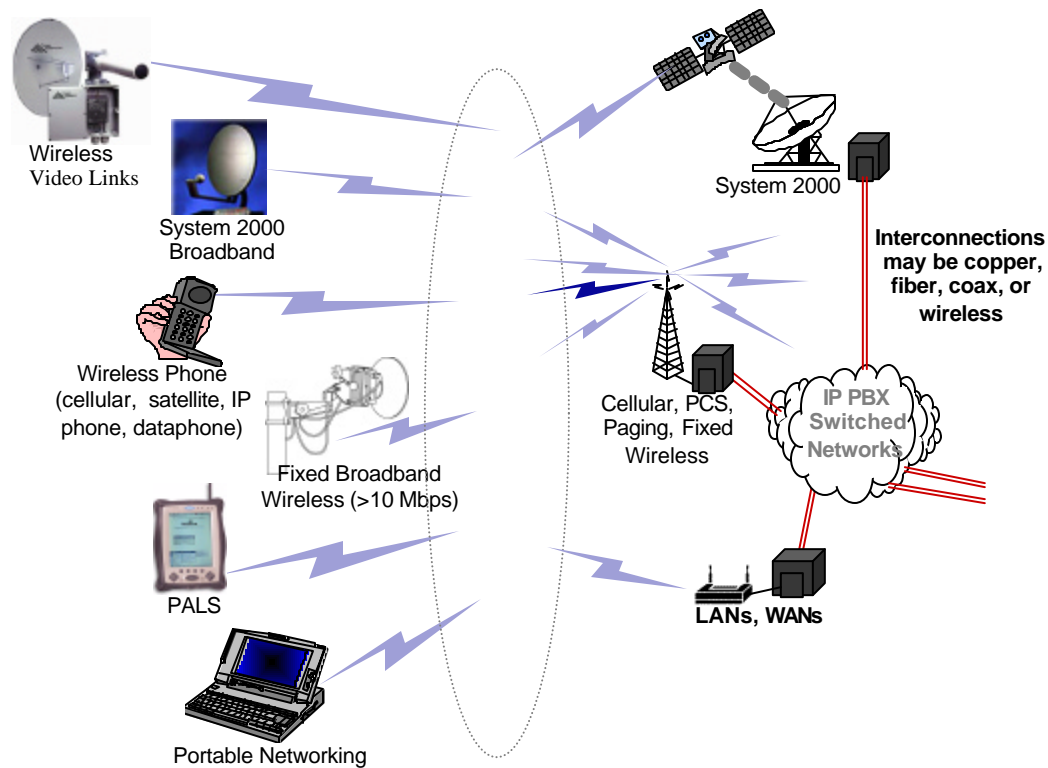 Wireless
Video Links
System 2000
Broadband
Wireless Phone
(cellular, satellite, IP
phone, dataphone)
Fixed Broadband
Wireless (>10 Mbps)
PALS
Portable Networking
System 2000
Interconnections
may be copper,
fiber, coax, or
wireless
Cellular, PCS,
Paging, Fixed
Wireless
IP PBX
Switched
Networks
LANs, WANs